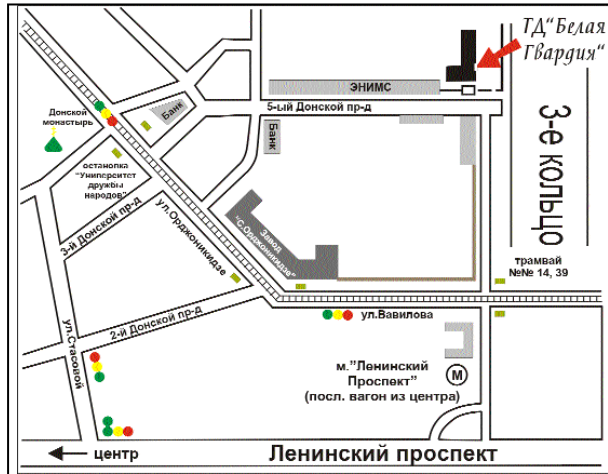 ТД"Белая
Гвардия"
ЭНИМС
5-ый Донской пр-д
Банк
Банк
Донской
монастырь
остановка
"Университет
дружбы
народов"
3-е кольцо
3-й Донской пр-д
ул.Орджоникидзе
Завод
"С.Орджоникидзе"
трамвай
№№ 14, 39
ул.Стасовой
2-й Донской пр-д
ул.Вавилова
м."Ленинский
Проспект"
(посл. вагон из центра)
М
центр
Ленинский проспект